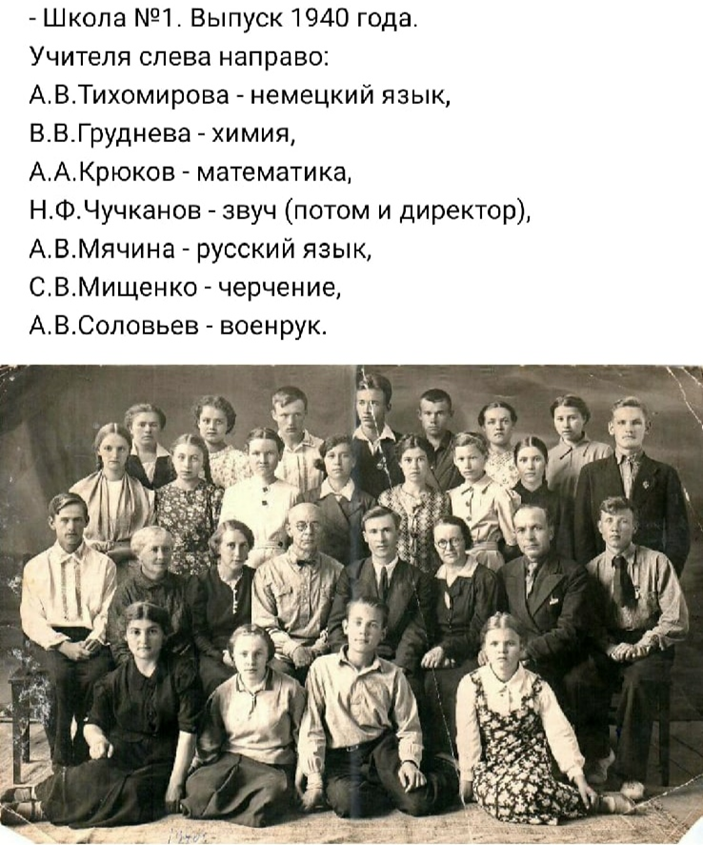 - Школа №1. Выпуск 1940 года.
Учителя слева направо:
А.В.Тихомирова - немецкий язык,
В.В.Груднева - химия,
А.А.Крюков - математика,
Н.Ф.Чучканов - звуч (потом и директор),
А.В.Мячина - русский язык,
С.В.Мищенко - черчение,
А.В.Соловьев - военрук.